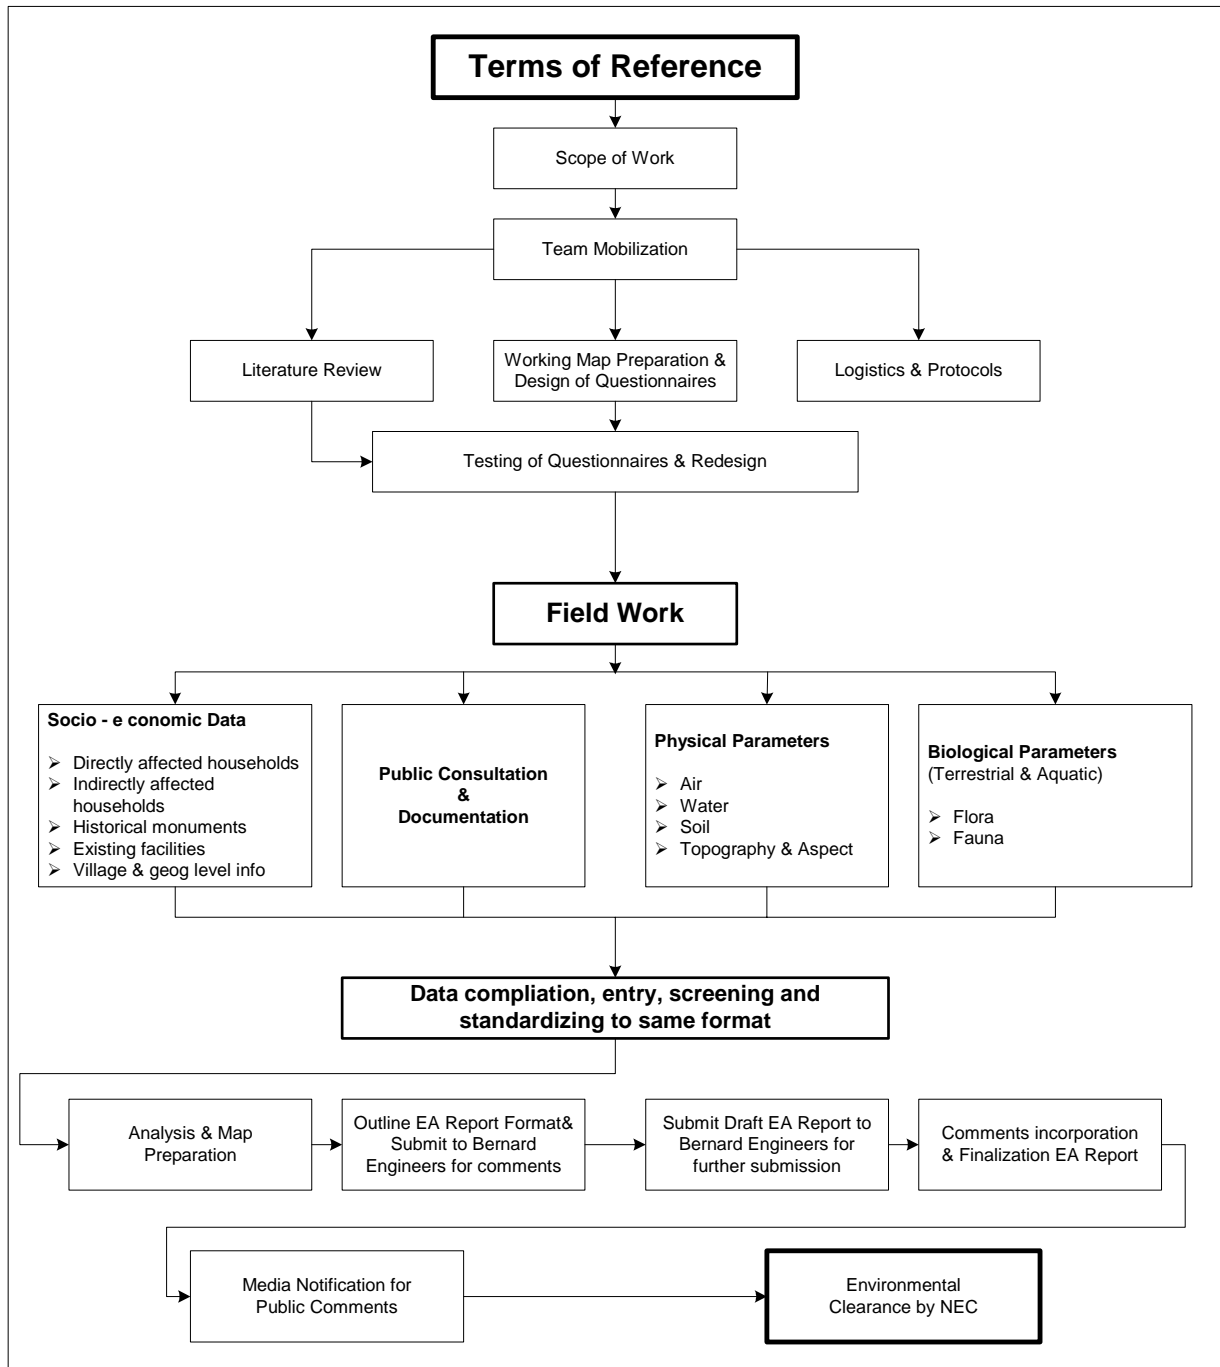 Terms of Reference
Scope of Work
Team Mobilization
Literature Review
Working Map Preparation &
Design of Questionnaires
Logistics & Protocols
Testing of Questionnaires & Redesign
Field Work
Socio - e conomic Data
➢ Directly affected households
➢ Indirectly affected
households
➢ Historical monuments
➢ Existing facilities
➢ Village & geog level info
Public Consultation
&
Documentation
Physical Parameters
➢ Air
➢ Water
➢ Soil
➢ Topography & Aspect
Biological Parameters
(Terrestrial & Aquatic)
➢ Flora
➢ Fauna
Data compliation, entry, screening and
standardizing to same format
Analysis & Map
Preparation
Outline EA Report Format&
Submit to Bernard
Engineers for comments
Submit Draft EA Report to
Bernard Engineers for
further submission
Comments incorporation
& Finalization EA Report
Media Notification for
Public Comments
Environmental
Clearance by NEC